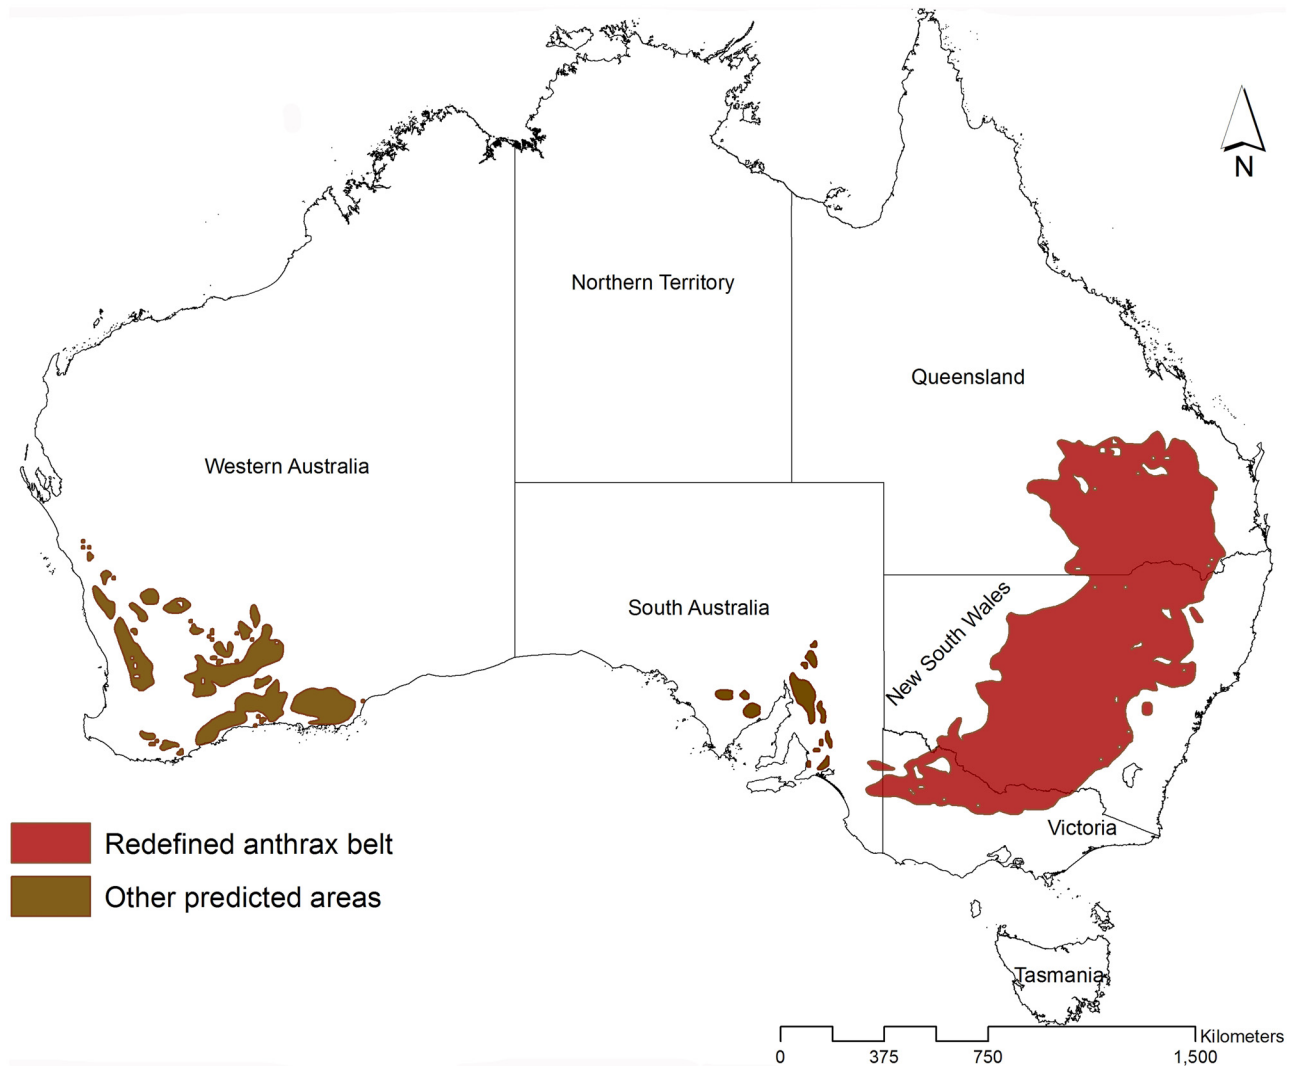 N
Northern Territory
Queensland
Western Australia
South Australia
New South Wales
Victoria
Redefined anthrax belt
Other predicted areas
Tasmania
Kilometers
0 375 750 1,500